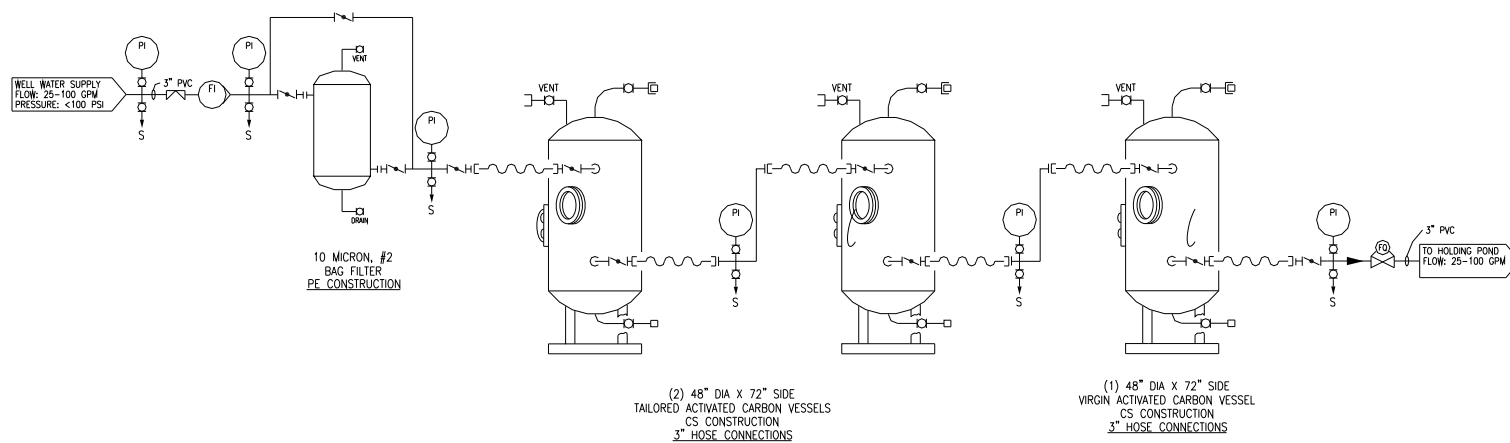 WELL WATER SUPPLY
FLOW: 25-100 GPM
PRESSURE: <100 PSI
PI
S
3" PVC
FI
PI
S
VENT
DRAIN
10 MICRON, #2
BAG FILTER
PE CONSTRUCTION
PI
S
VENT
PI
S
VENT
(2) 48" DIA X 72" SIDE
TAILORED ACTIVATED CARBON VESSELS
CS CONSTRUCTION
3" HOSE CONNECTIONS
PI
S
VENT
(1) 48" DIA X 72" SIDE
VIRGIN ACTIVATED CARBON VESSEL
CS CONSTRUCTION
3" HOSE CONNECTIONS
PI
S
FQ
3" PVC
TO HOLDING POND
FLOW: 25-100 GPM